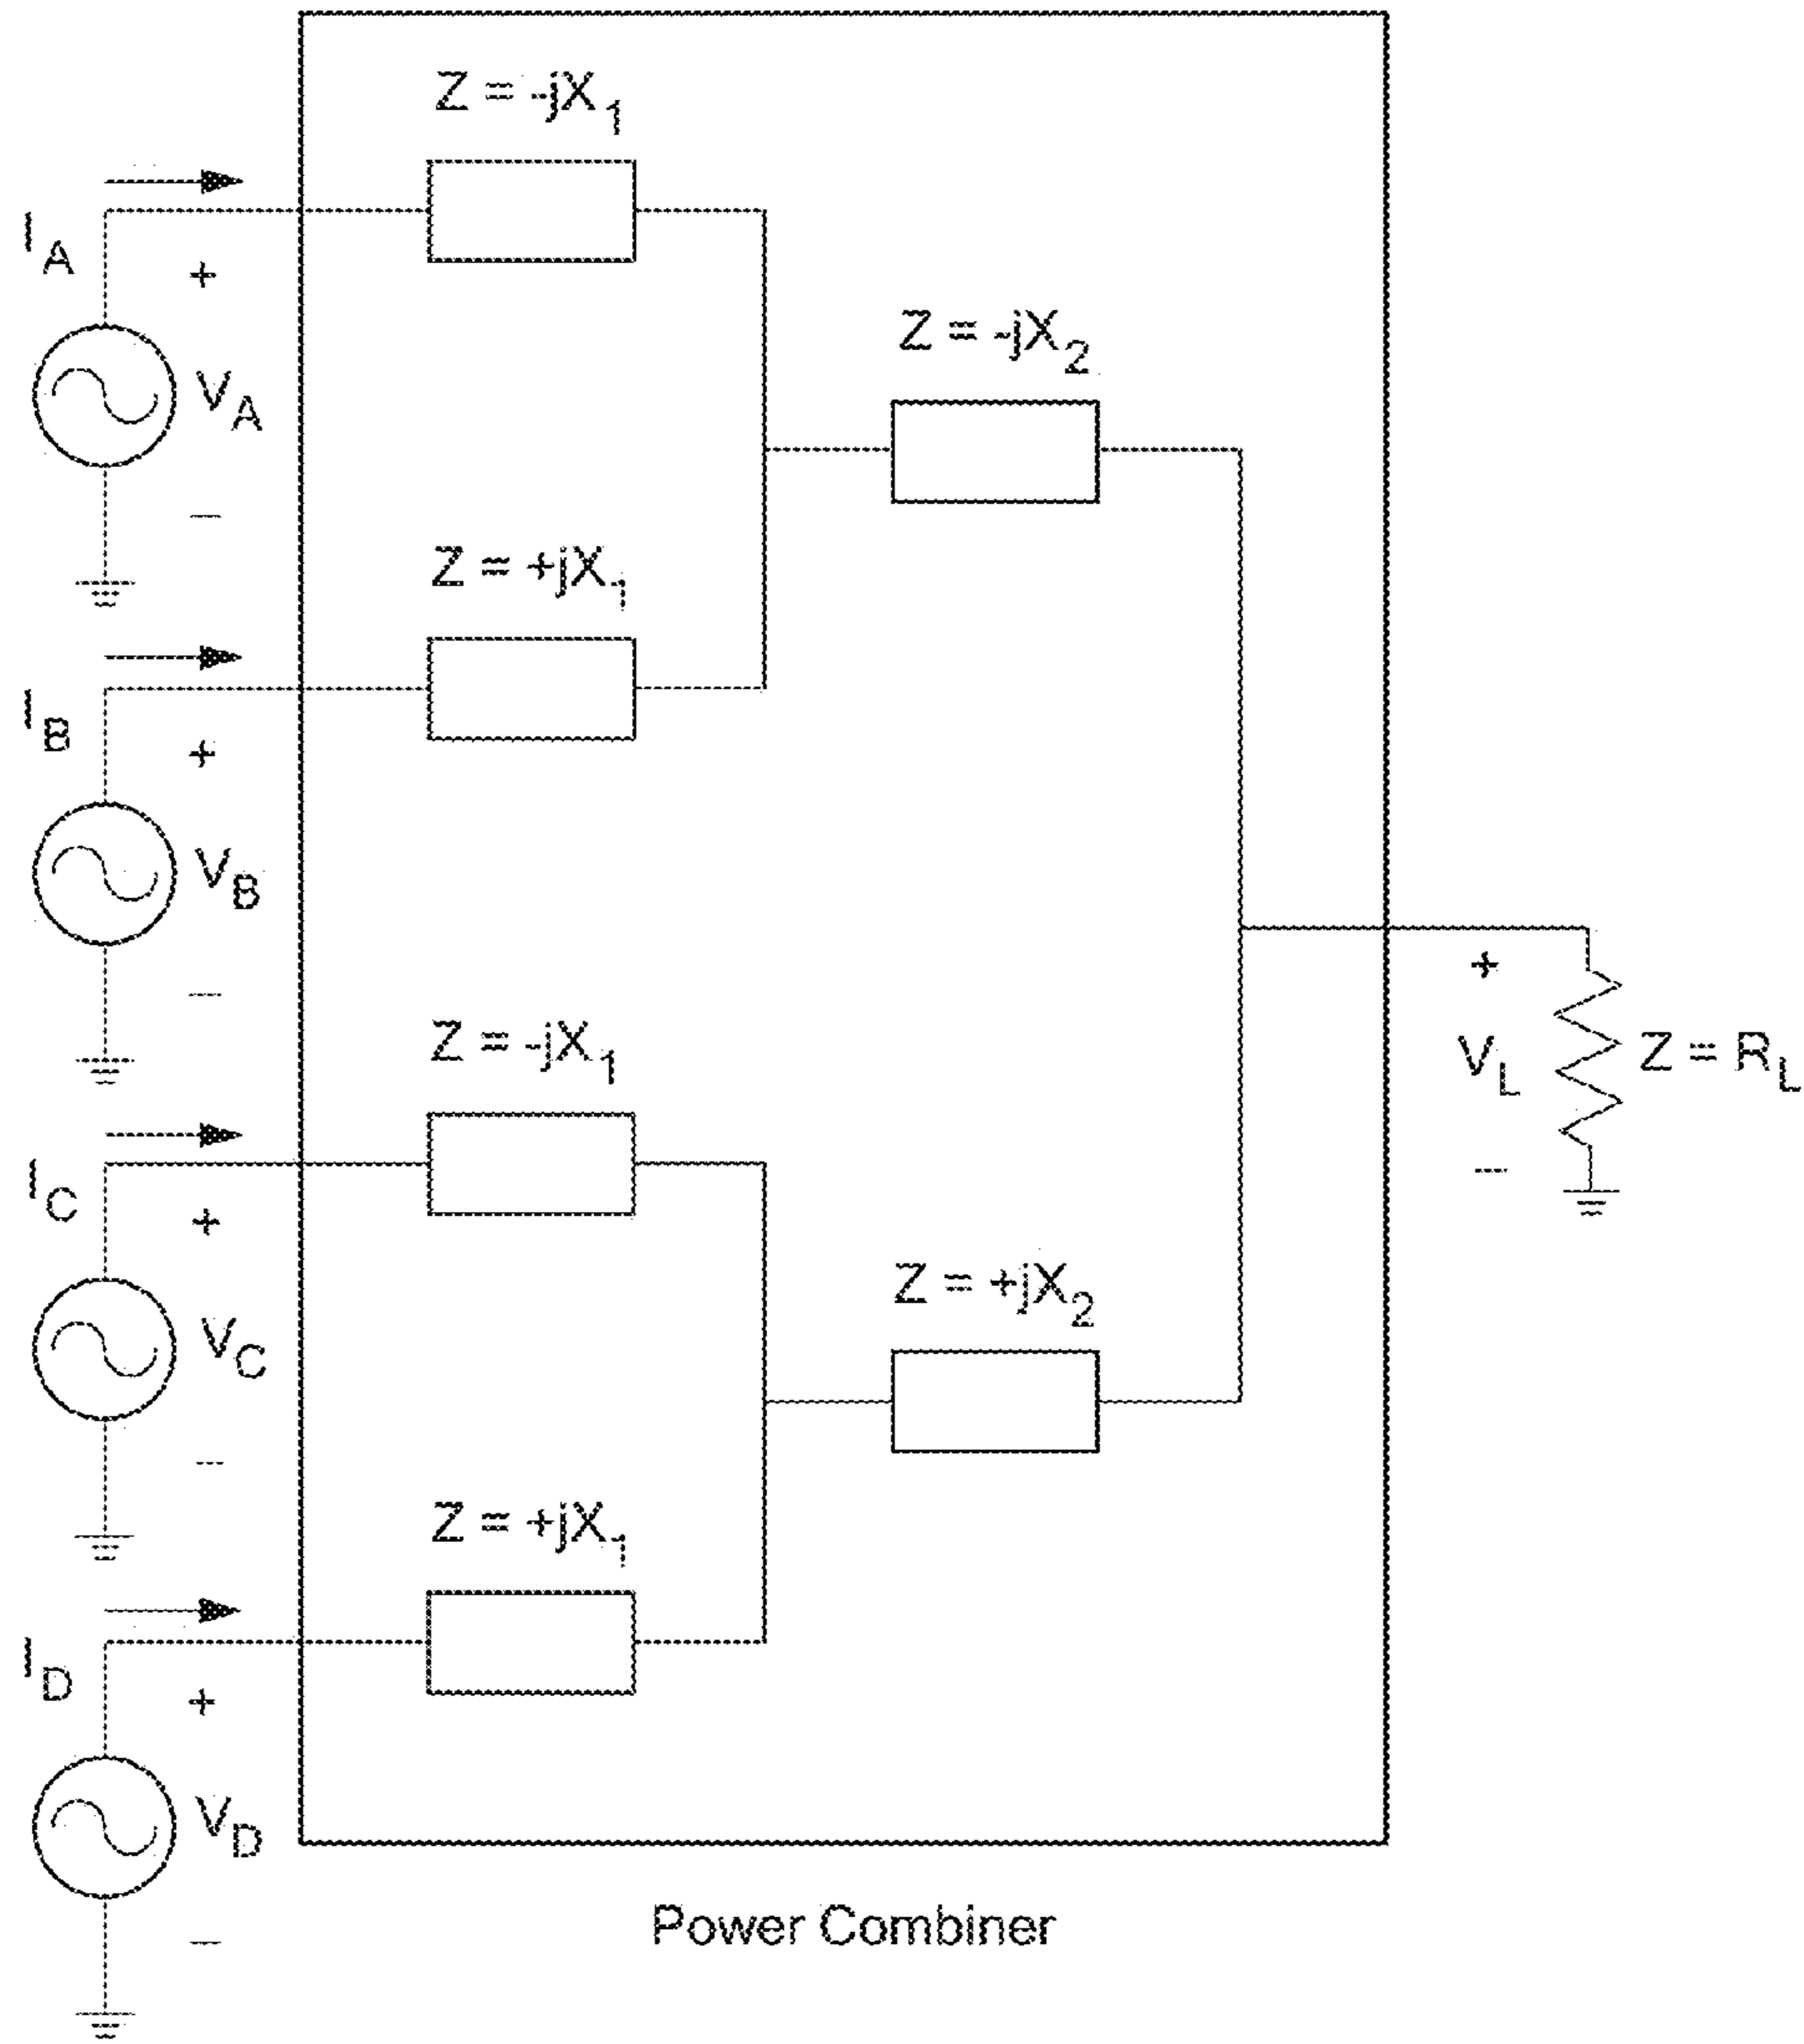 Z = -jX1
IA
+
VA
–
Z = -jX2
Z = +jX1
IB
+
VB
–
Z = -jX1
+
VL
–
Z = RL
IC
+
VC
–
Z = +jX2
Z = +jX1
ID
+
VD
–
Power Combiner